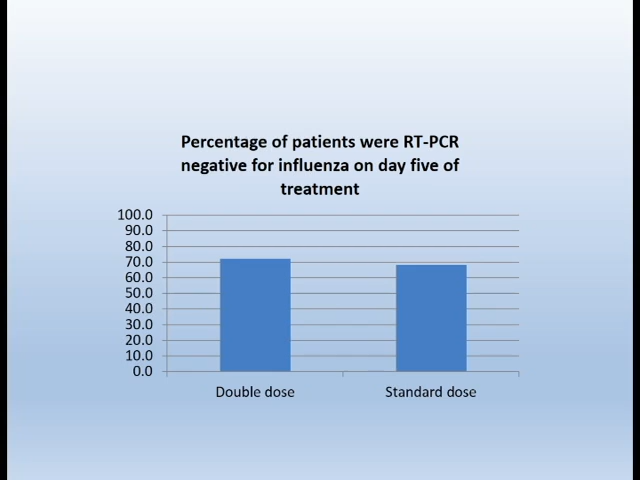 Percentage of patients were RT-PCR
negative for influenza on day five of
treatment
100.0
90.0
80.0
70.0
60.0
50.0
40.0
30.0
20.0
10.0
0.0
Double dose
Standard dose